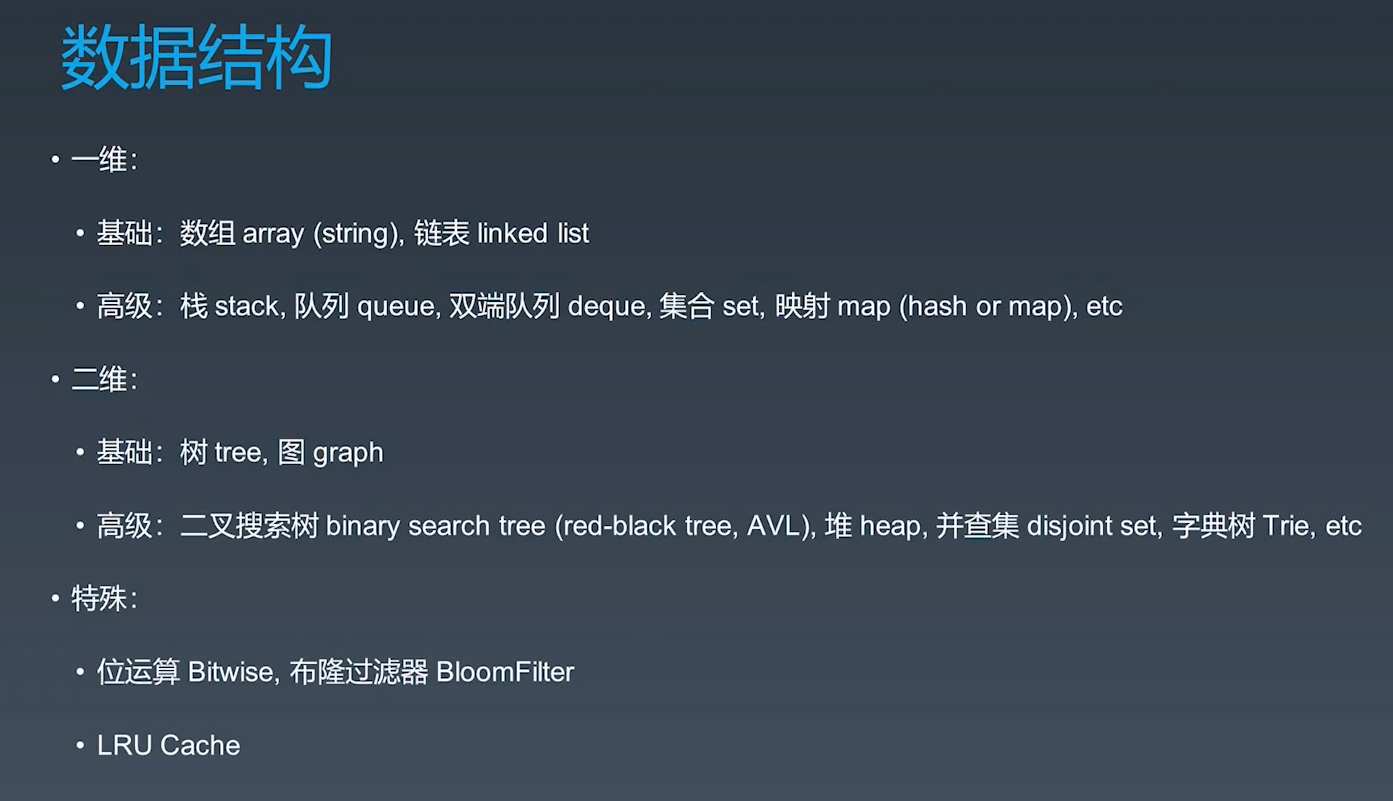 数据结构
• 一维：
• 基础：数组 array (string), 链表 linked list
• 高级：栈 stack, 队列 queue, 双端队列 deque, 集合 set, 映射 map (hash or map), etc
• 二维：
• 基础：树 tree, 图 graph
• 高级：二叉搜索树 binary search tree (red-black tree, AVL), 堆 heap, 并查集 disjoint set, 字典树 Trie, etc
• 特殊：
• 位运算 Bitwise, 布隆过滤器 BloomFilter
• LRU Cache